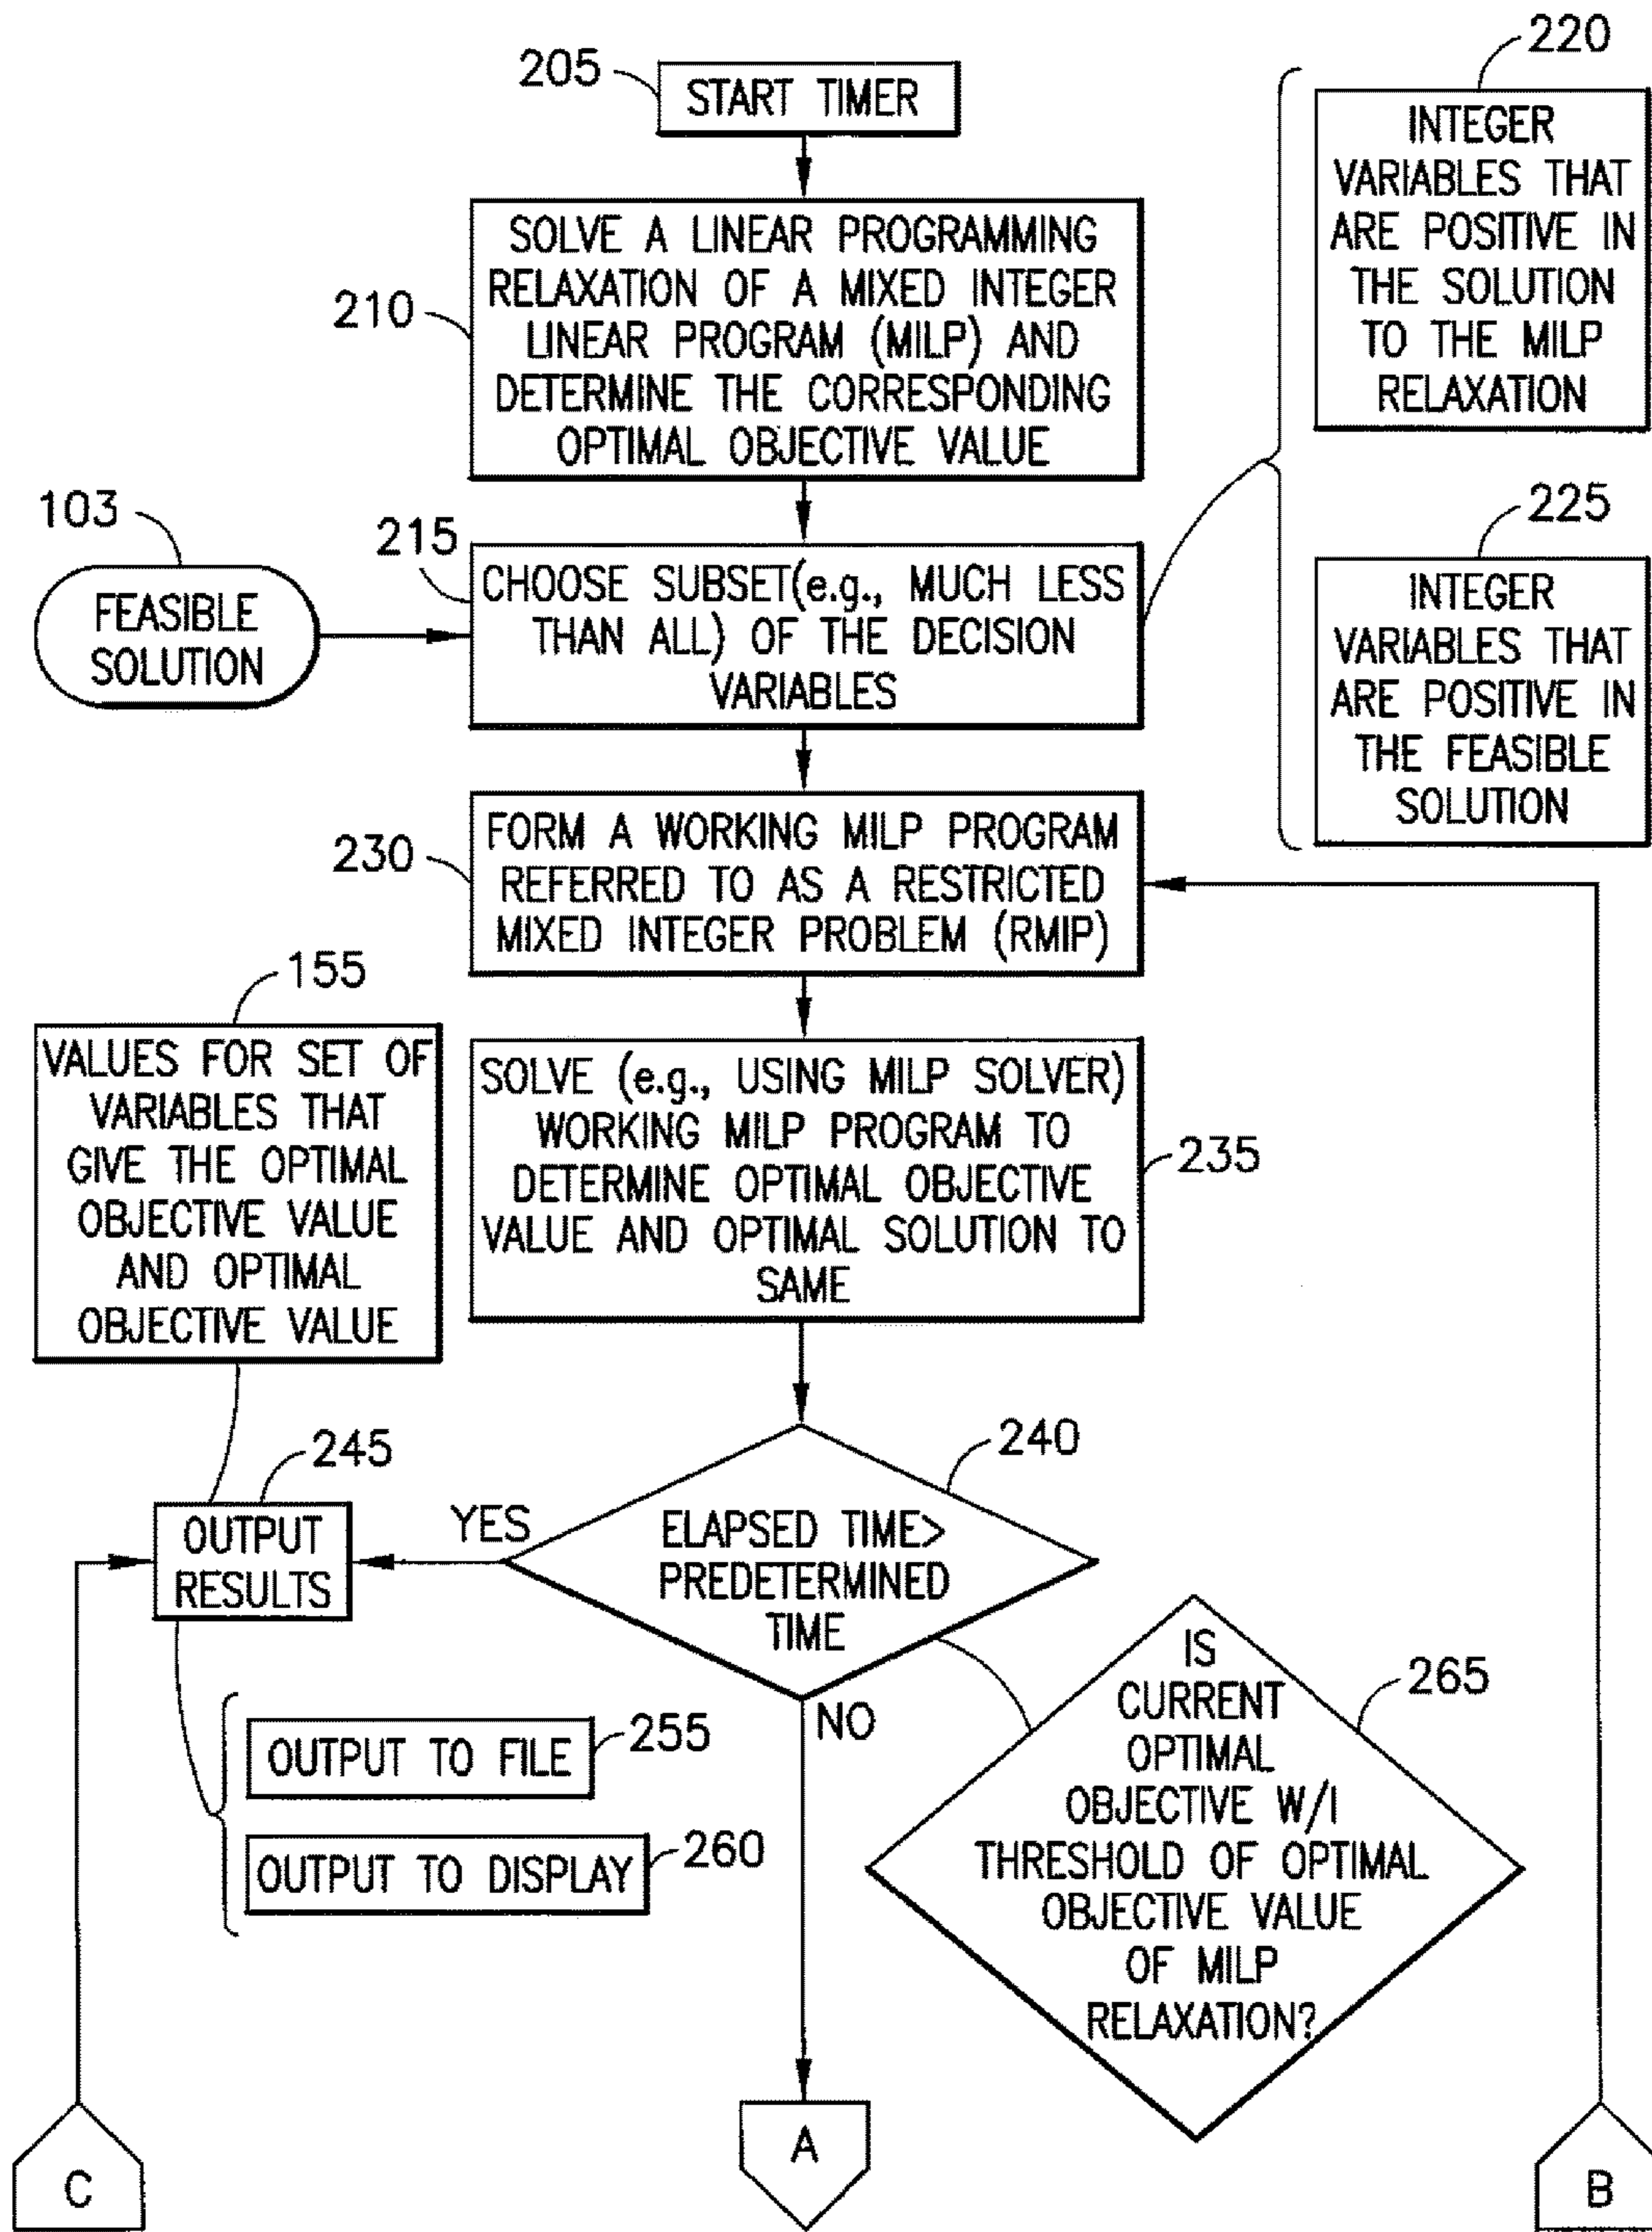 205
START TIMER
220
INTEGER
VARIABLES THAT
ARE POSITIVE IN
THE SOLUTION
TO THE MILP
RELAXATION
210
SOLVE A LINEAR PROGRAMMING
RELAXATION OF A MIXED INTEGER
LINEAR PROGRAM (MILP) AND
DETERMINE THE CORRESPONDING
OPTIMAL OBJECTIVE VALUE
103
FEASIBLE
SOLUTION
215
CHOOSE SUBSET(e.g., MUCH LESS
THAN ALL) OF THE DECISION
VARIABLES
225
INTEGER
VARIABLES THAT
ARE POSITIVE IN
THE FEASIBLE
SOLUTION
230
FORM A WORKING MILP PROGRAM
REFERRED TO AS A RESTRICTED
MIXED INTEGER PROBLEM (RMIP)
155
VALUES FOR SET OF
VARIABLES THAT
GIVE THE OPTIMAL
OBJECTIVE VALUE
AND OPTIMAL
OBJECTIVE VALUE
SOLVE (e.g., USING MILP SOLVER)
WORKING MILP PROGRAM TO
DETERMINE OPTIMAL OBJECTIVE
VALUE AND OPTIMAL SOLUTION TO
SAME
235
245
OUTPUT
RESULTS
YES
240
ELAPSED TIME>
PREDETERMINED
TIME
NO
265
IS
CURRENT
OPTIMAL
OBJECTIVE W/I
THRESHOLD OF OPTIMAL
OBJECTIVE VALUE
OF MILP
RELAXATION?
OUTPUT TO FILE
255
OUTPUT TO DISPLAY
260
C
A
B